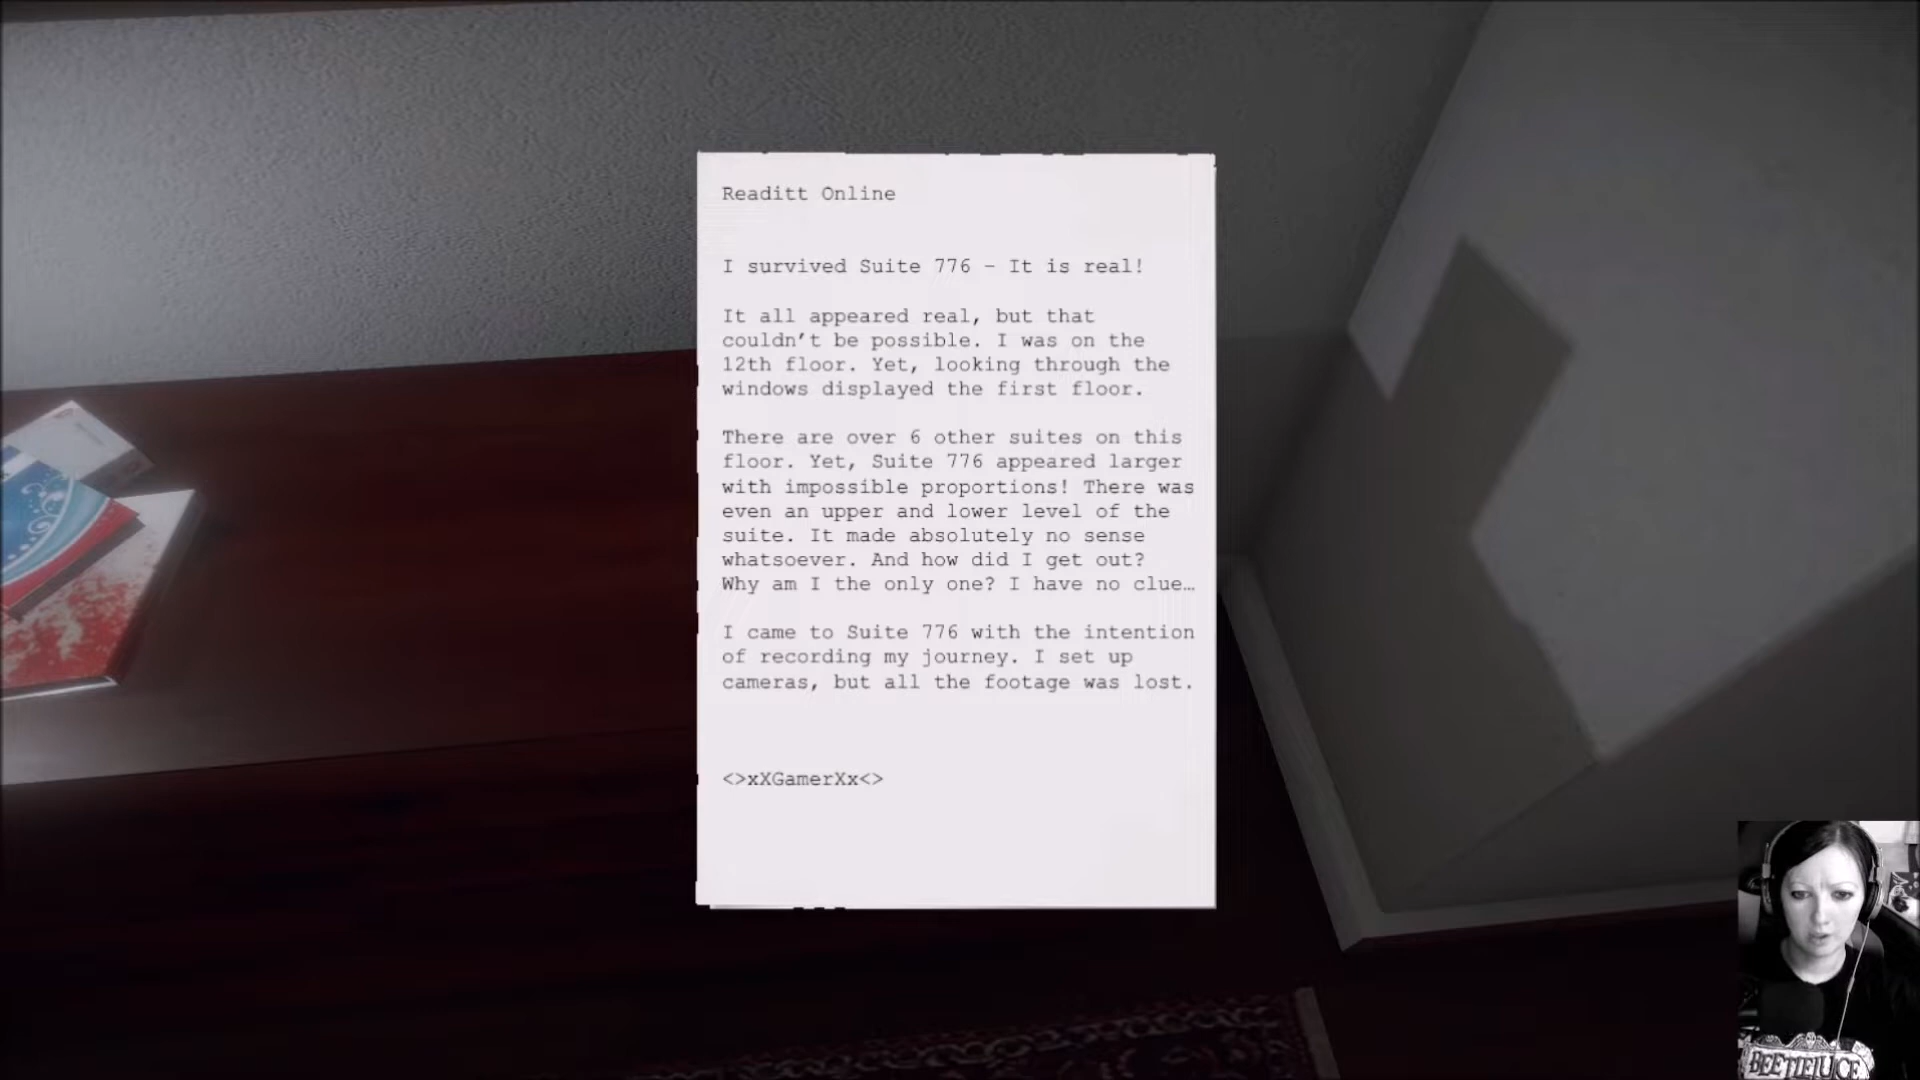 Readitt Online
I survived Suite 776 – It is real!
It all appeared real, but that
couldn't be possible. I was on the
12th floor. Yet, looking through the
windows displayed the first floor.
There are over 6 other suites on this
floor. Yet, Suite 776 appeared larger
with impossible proportions! There was
even an upper and lower level of the
suite. It made absolutely no sense
whatsoever. And how did I get out?
Why am I the only one? I have no clue…
I came to Suite 776 with the intention
of recording my journey. I set up
cameras, but all the footage was lost.
<>xXGamerXx<>
BEETLEJUICE